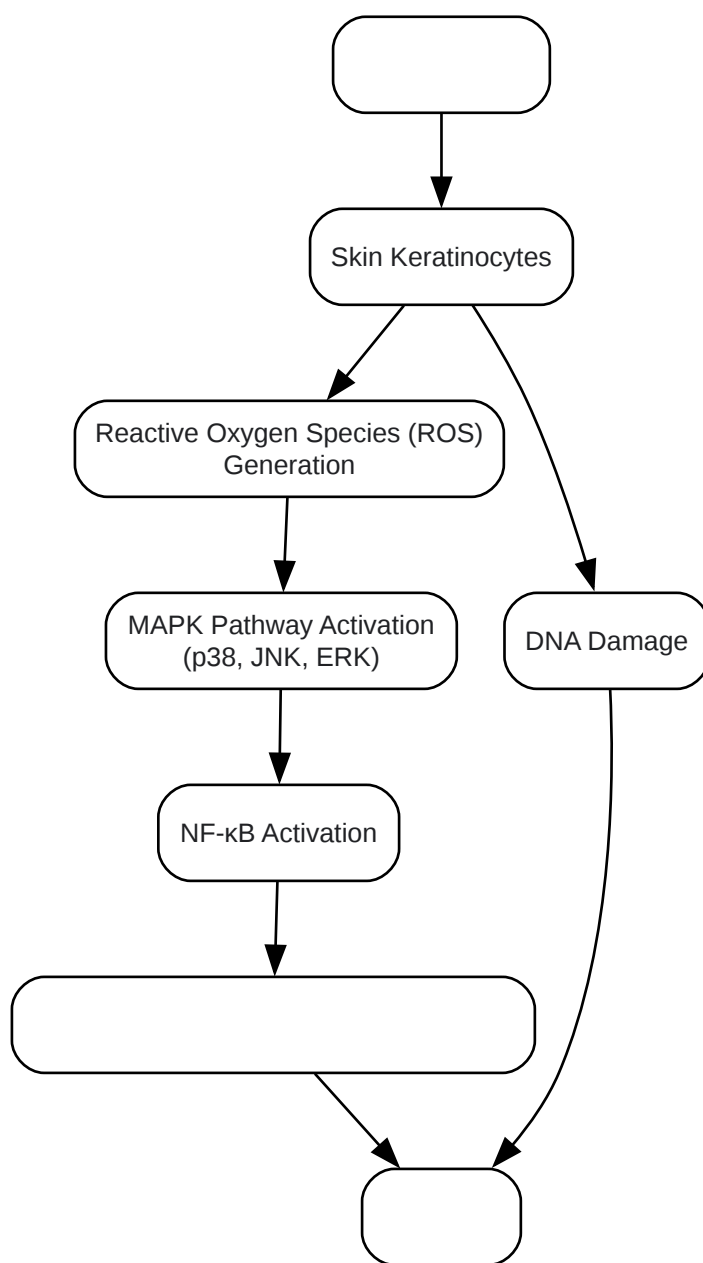 Skin Keratinocytes
Reactive Oxygen Species (ROS)
Generation
MAPK Pathway Activation
(p38, JNK, ERK)
DNA Damage
NF-κB Activation